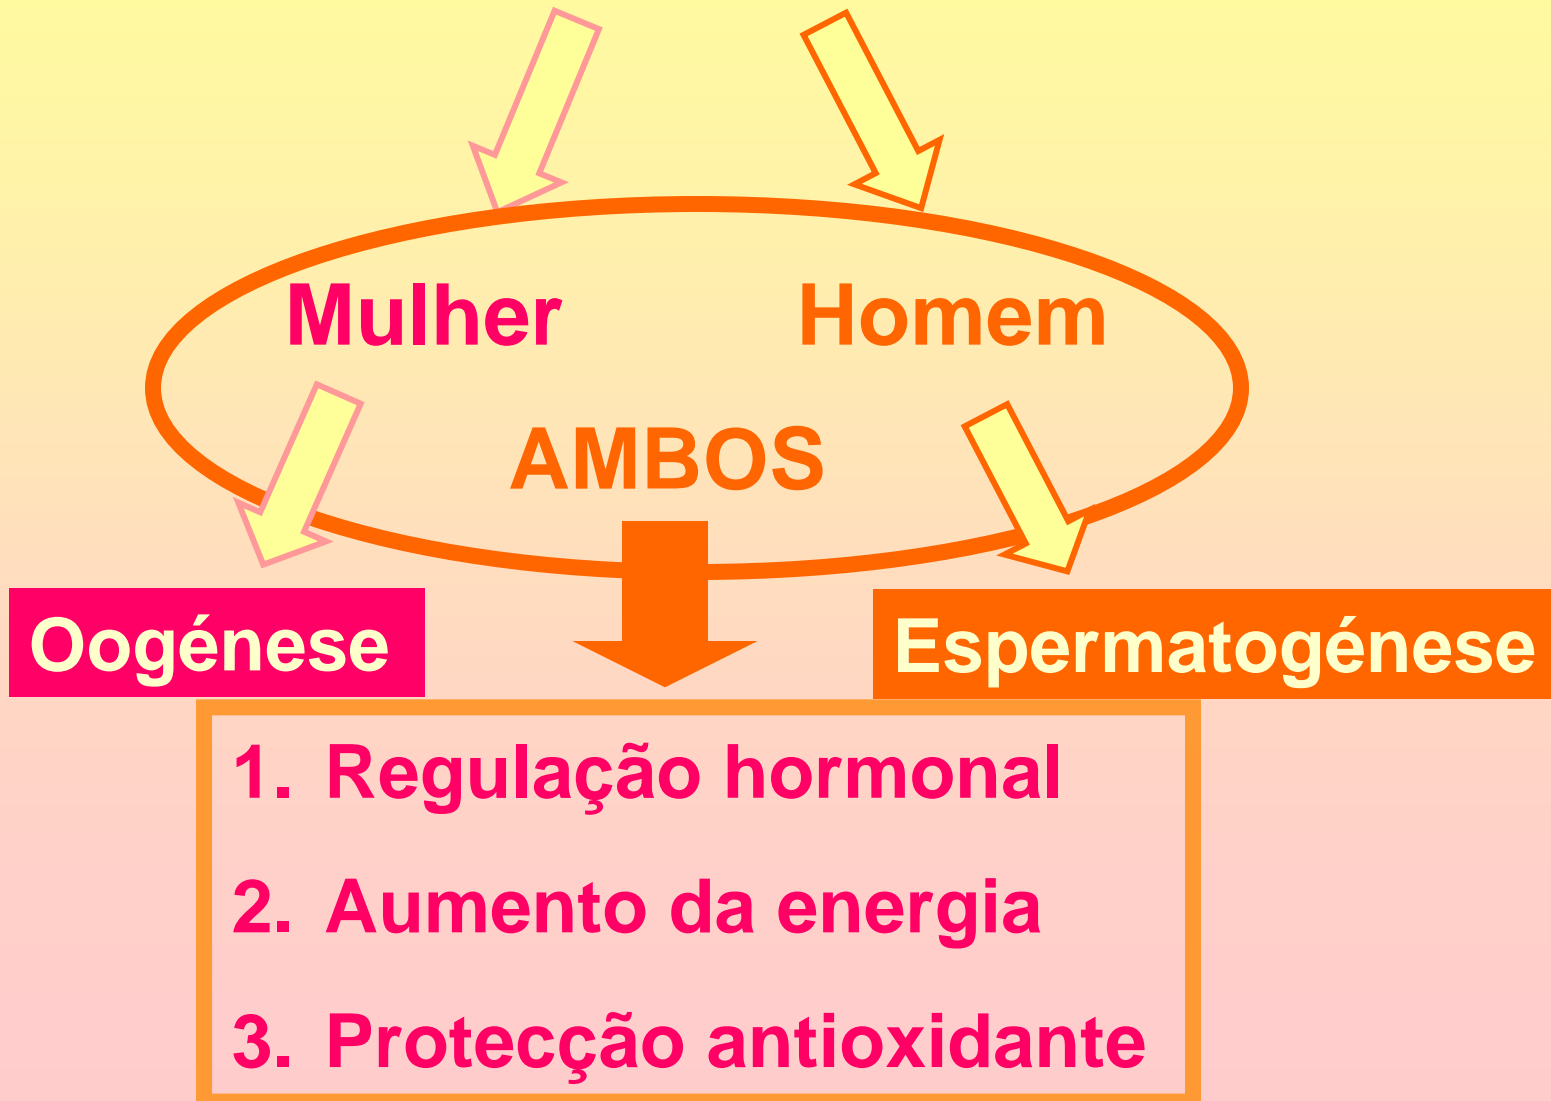 Mulher Homem
AMBOS
Oogénese Espermatogénese
1. Regulação hormonal
2. Aumento da energia
3. Protecção antioxidante